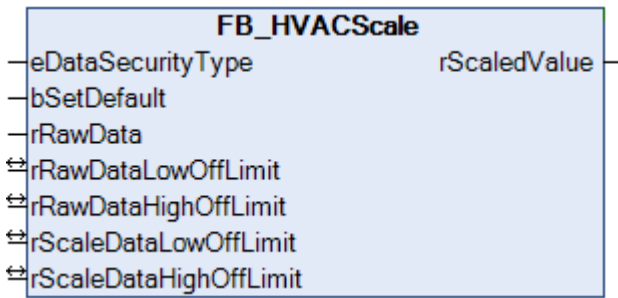 FB_HVACScale
eDataSecurityType rScaledValue
bSetDefault
rRawData
rRawDataLowOffLimit
rRawDataHighOffLimit
rScaleDataLowOffLimit
rScaleDataHighOffLimit